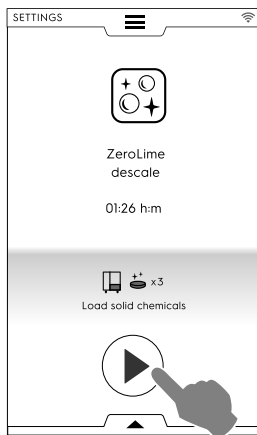 SETTINGS
ZeroLime
descale
01:26 h:m
x3
Load solid chemicals